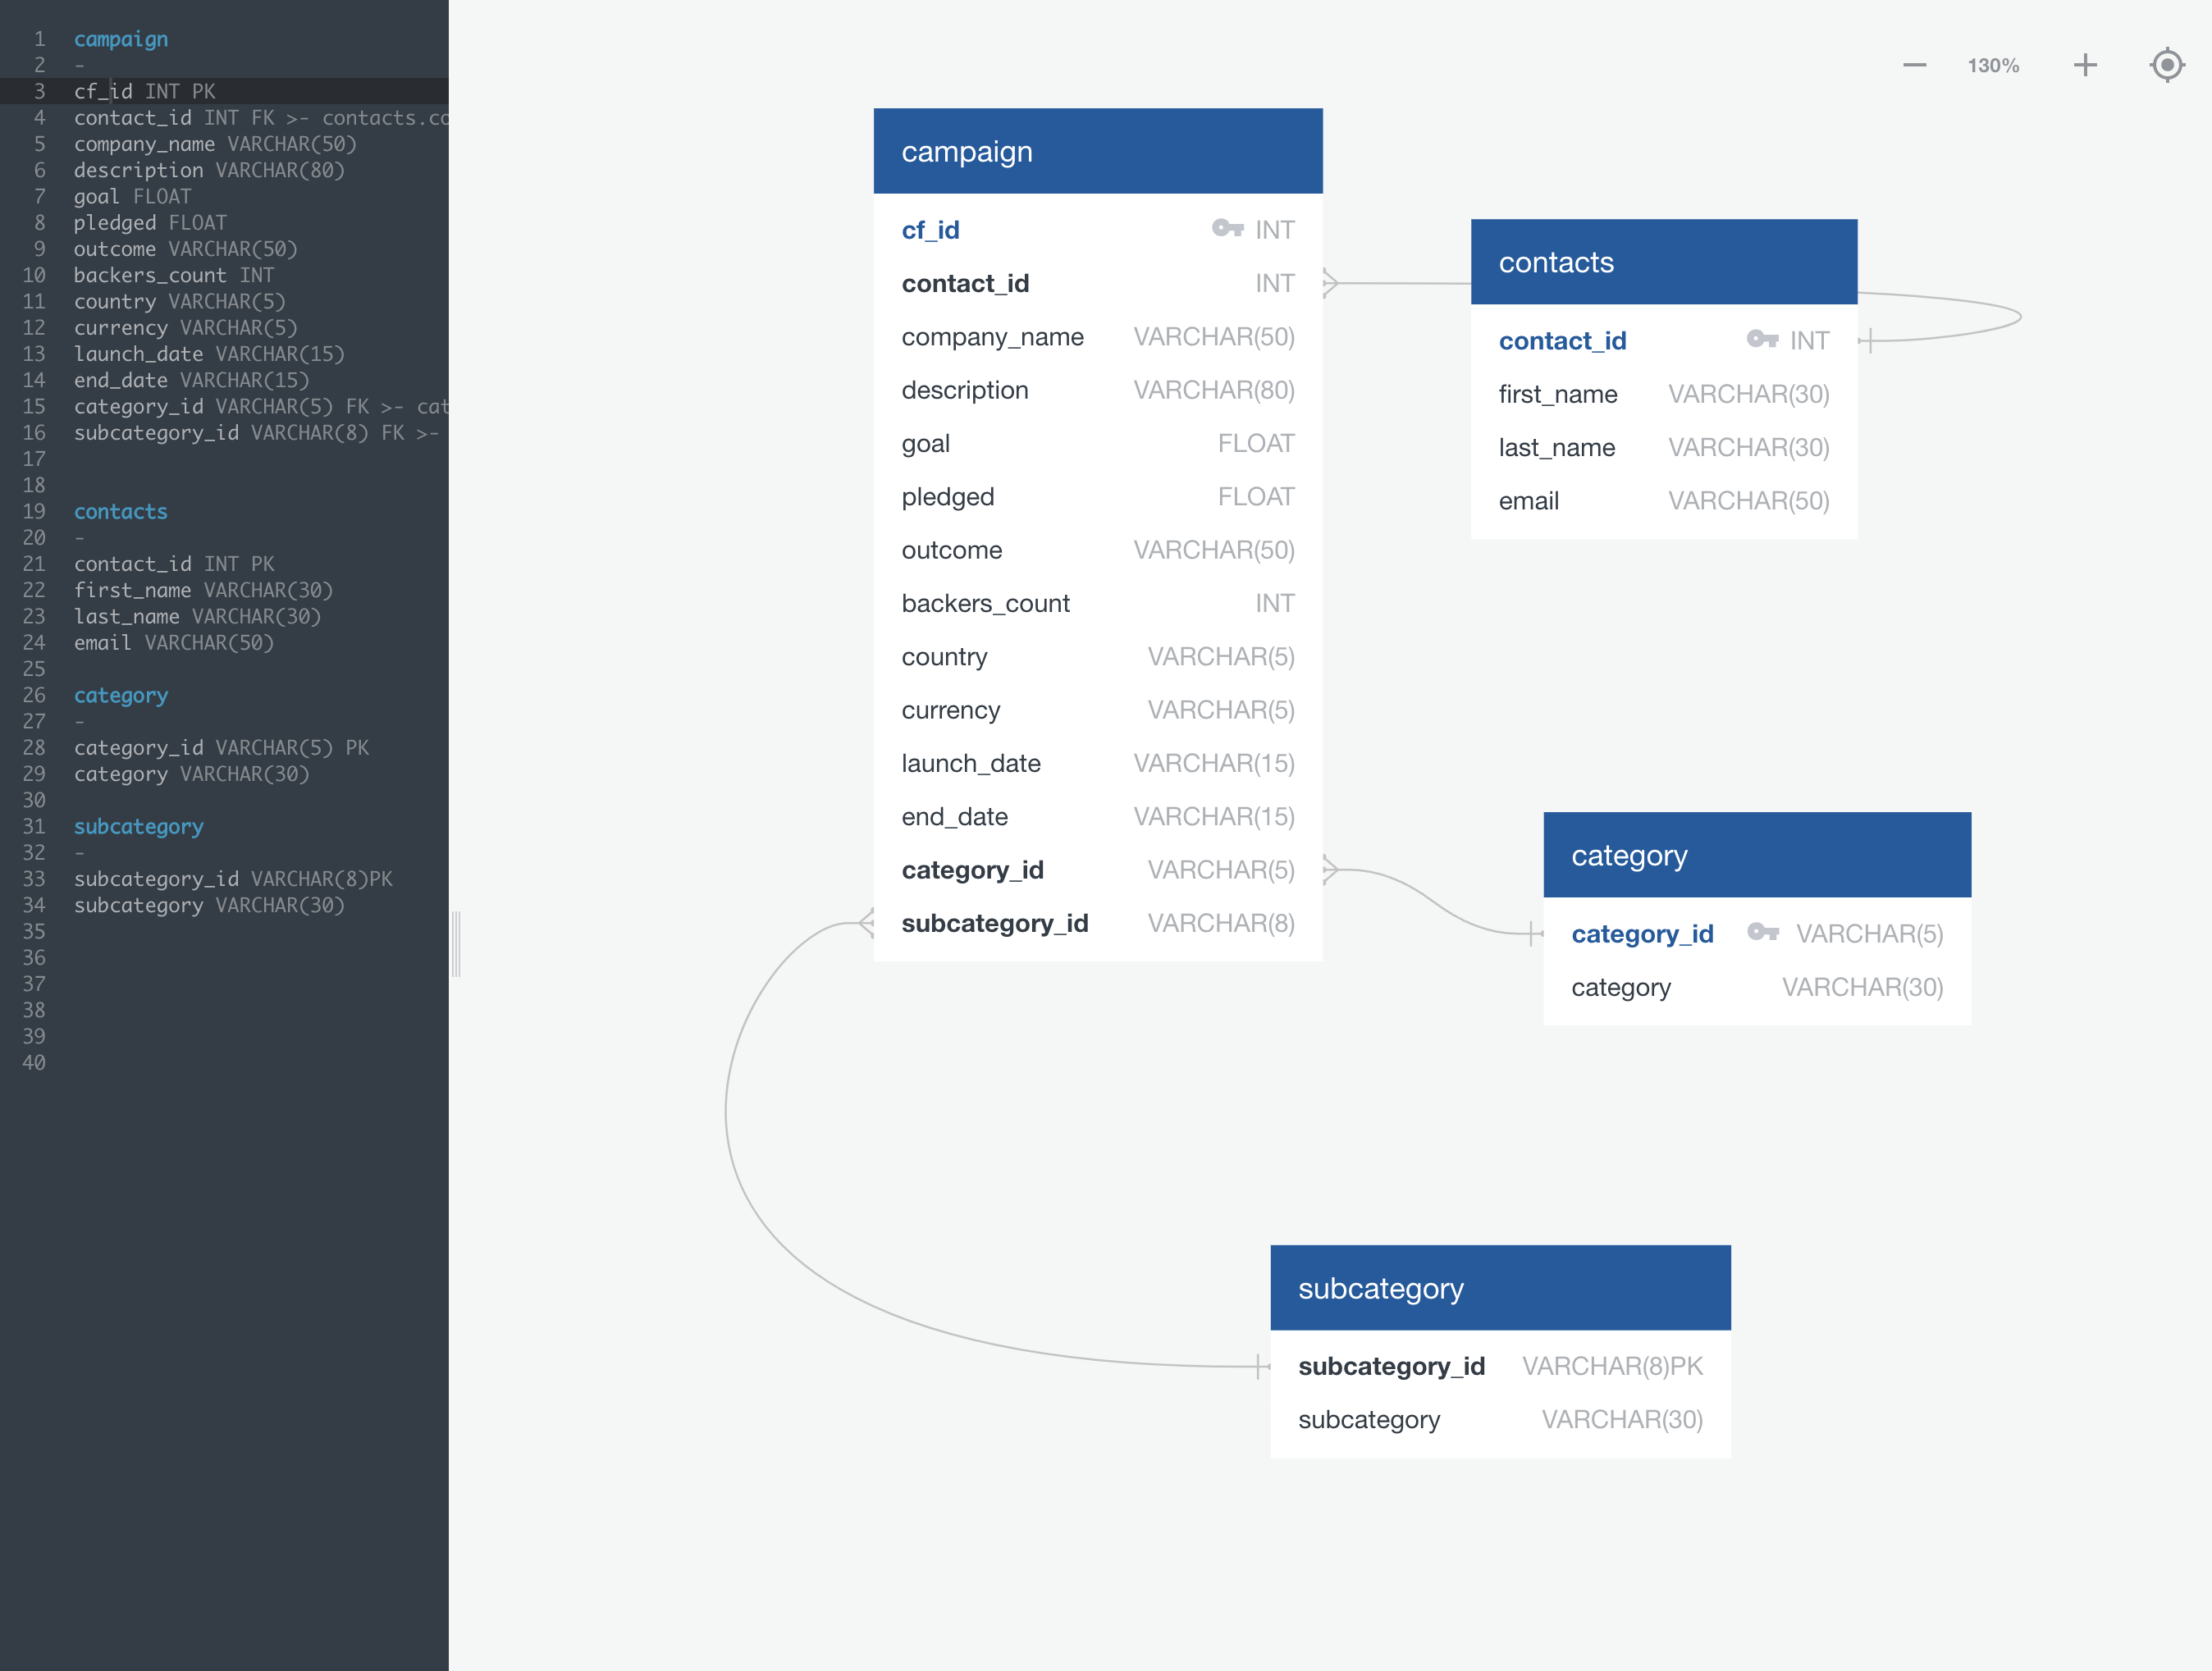 1 campaign
2 -
3 cf_id INT PK
4 contact_id INT FK >- contacts.co
5 company_name VARCHAR(50)
6 description VARCHAR(80)
7 goal FLOAT
8 pledged FLOAT
9 outcome VARCHAR(50)
10 backers_count INT
11 country VARCHAR(5)
12 currency VARCHAR(5)
13 launch_date VARCHAR(15)
14 end_date VARCHAR(15)
15 category_id VARCHAR(5) FK >- cat
16 subcategory_id VARCHAR(8) FK >-
17
18
19 contacts
20 -
21 contact_id INT PK
22 first_name VARCHAR(30)
23 last_name VARCHAR(30)
24 email VARCHAR(50)
25
26 category
27 -
28 category_id VARCHAR(5) PK
29 category VARCHAR(30)
30
31 subcategory
32 -
33 subcategory_id VARCHAR(8)PK
34 subcategory VARCHAR(30)
35
36
37
38
39
40
130%
campaign
cf_id INT
contact_id INT
company_name VARCHAR(50)
description VARCHAR(80)
goal FLOAT
pledged FLOAT
outcome VARCHAR(50)
backers_count INT
country VARCHAR(5)
currency VARCHAR(5)
launch_date VARCHAR(15)
end_date VARCHAR(15)
category_id VARCHAR(5)
subcategory_id VARCHAR(8)
contacts
contact_id INT
first_name VARCHAR(30)
last_name VARCHAR(30)
email VARCHAR(50)
category
category_id VARCHAR(5)
category VARCHAR(30)
subcategory
subcategory_id VARCHAR(8)PK
subcategory VARCHAR(30)